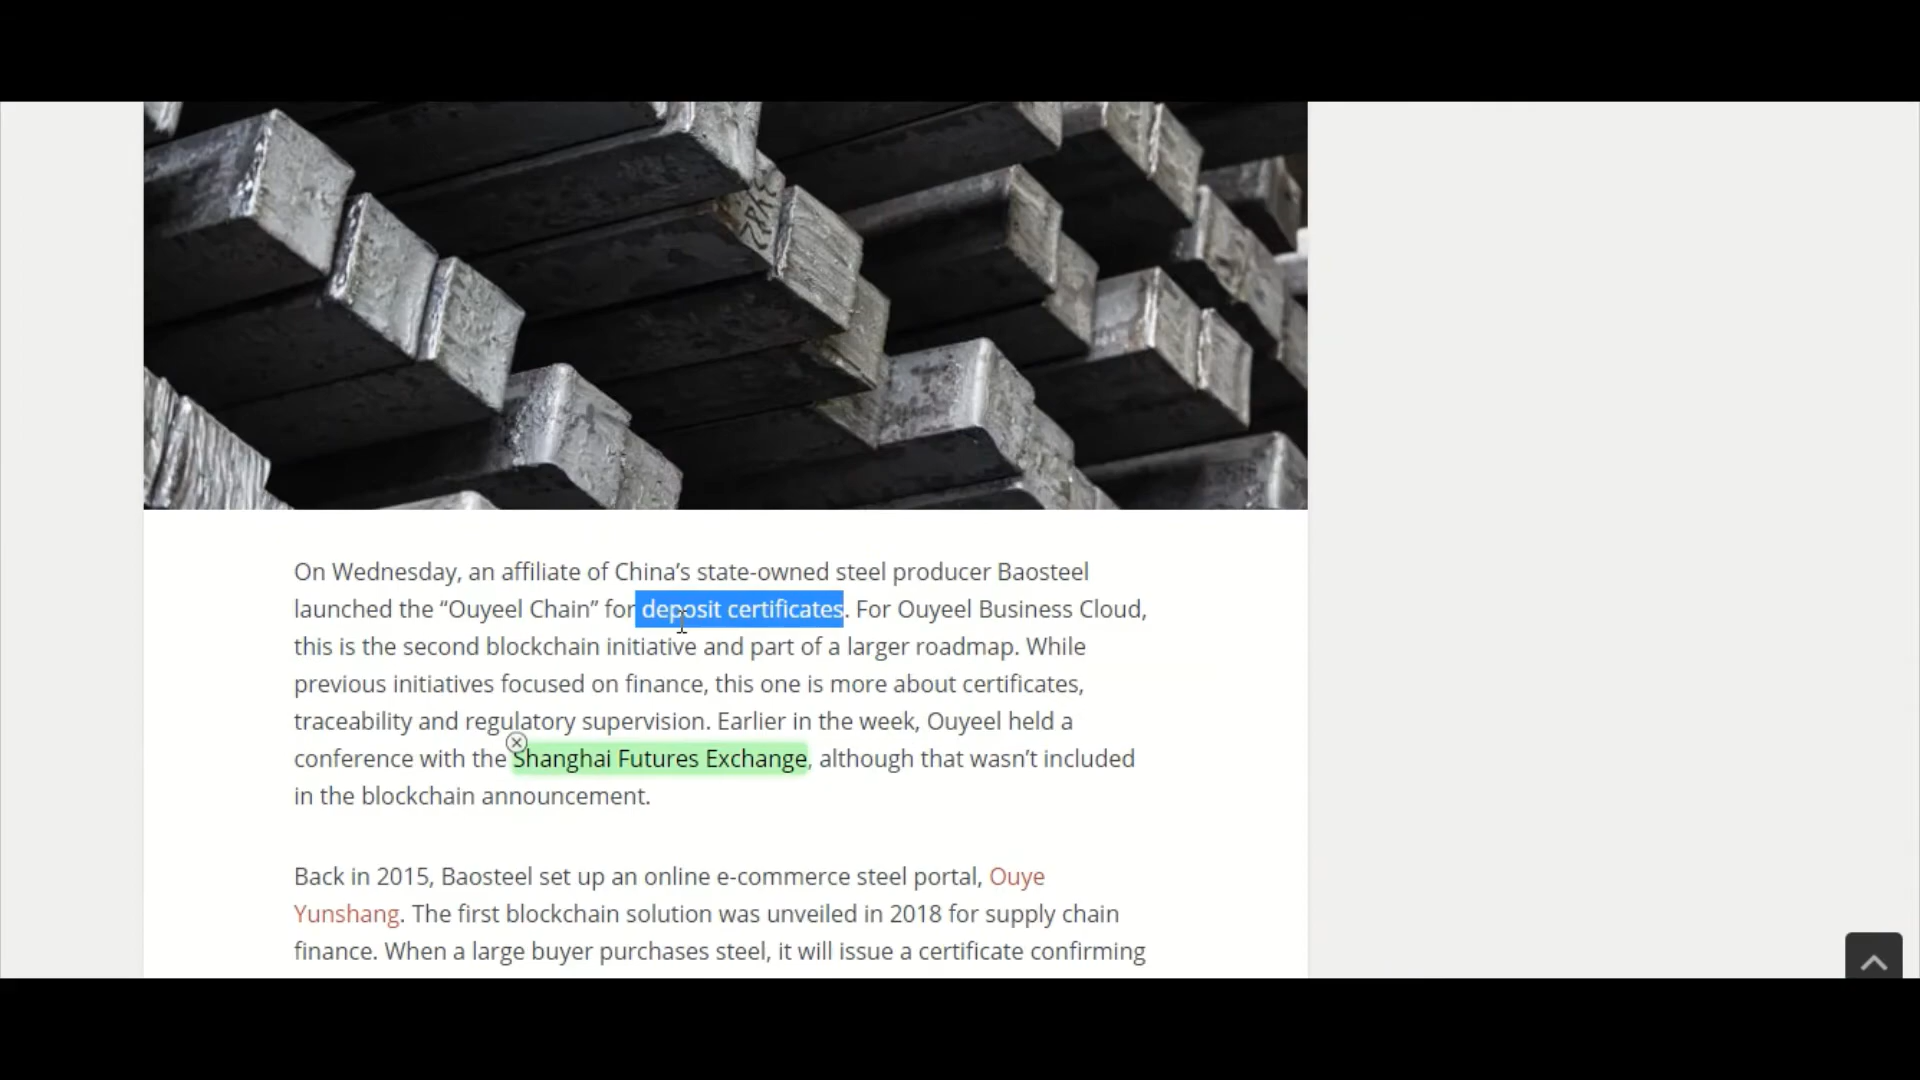 On Wednesday, an affiliate of China’s state-owned steel producer Baosteel
launched the “Ouyeel Chain” for deposit certificates. For Ouyeel Business Cloud,
this is the second blockchain initiative and part of a larger roadmap. While
previous initiatives focused on finance, this one is more about certificates,
traceability and regulatory supervision. Earlier in the week, Ouyeel held a
conference with the Shanghai Futures Exchange, although that wasn’t included
in the blockchain announcement.
Back in 2015, Baosteel set up an online e-commerce steel portal, Ouye
Yunshang. The first blockchain solution was unveiled in 2018 for supply chain
finance. When a large buyer purchases steel, it will issue a certificate confirming